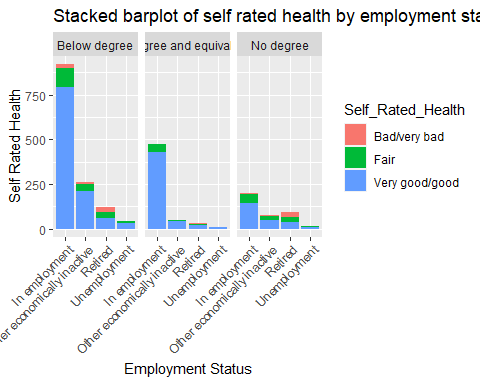 Stacked barplot of self rated health by employment sta
Below degree
gree and equival
No degree
Self Rated Health
750
500
250
0
In employment
her economically inactive
Retired
Unemployment
In employment
Other economically inactive
Retired
Unemployment
In employment
Other economically inactive
Retired
Unemployment
Employment Status
Self_Rated_Health
Bad/very bad
Fair
Very good/good